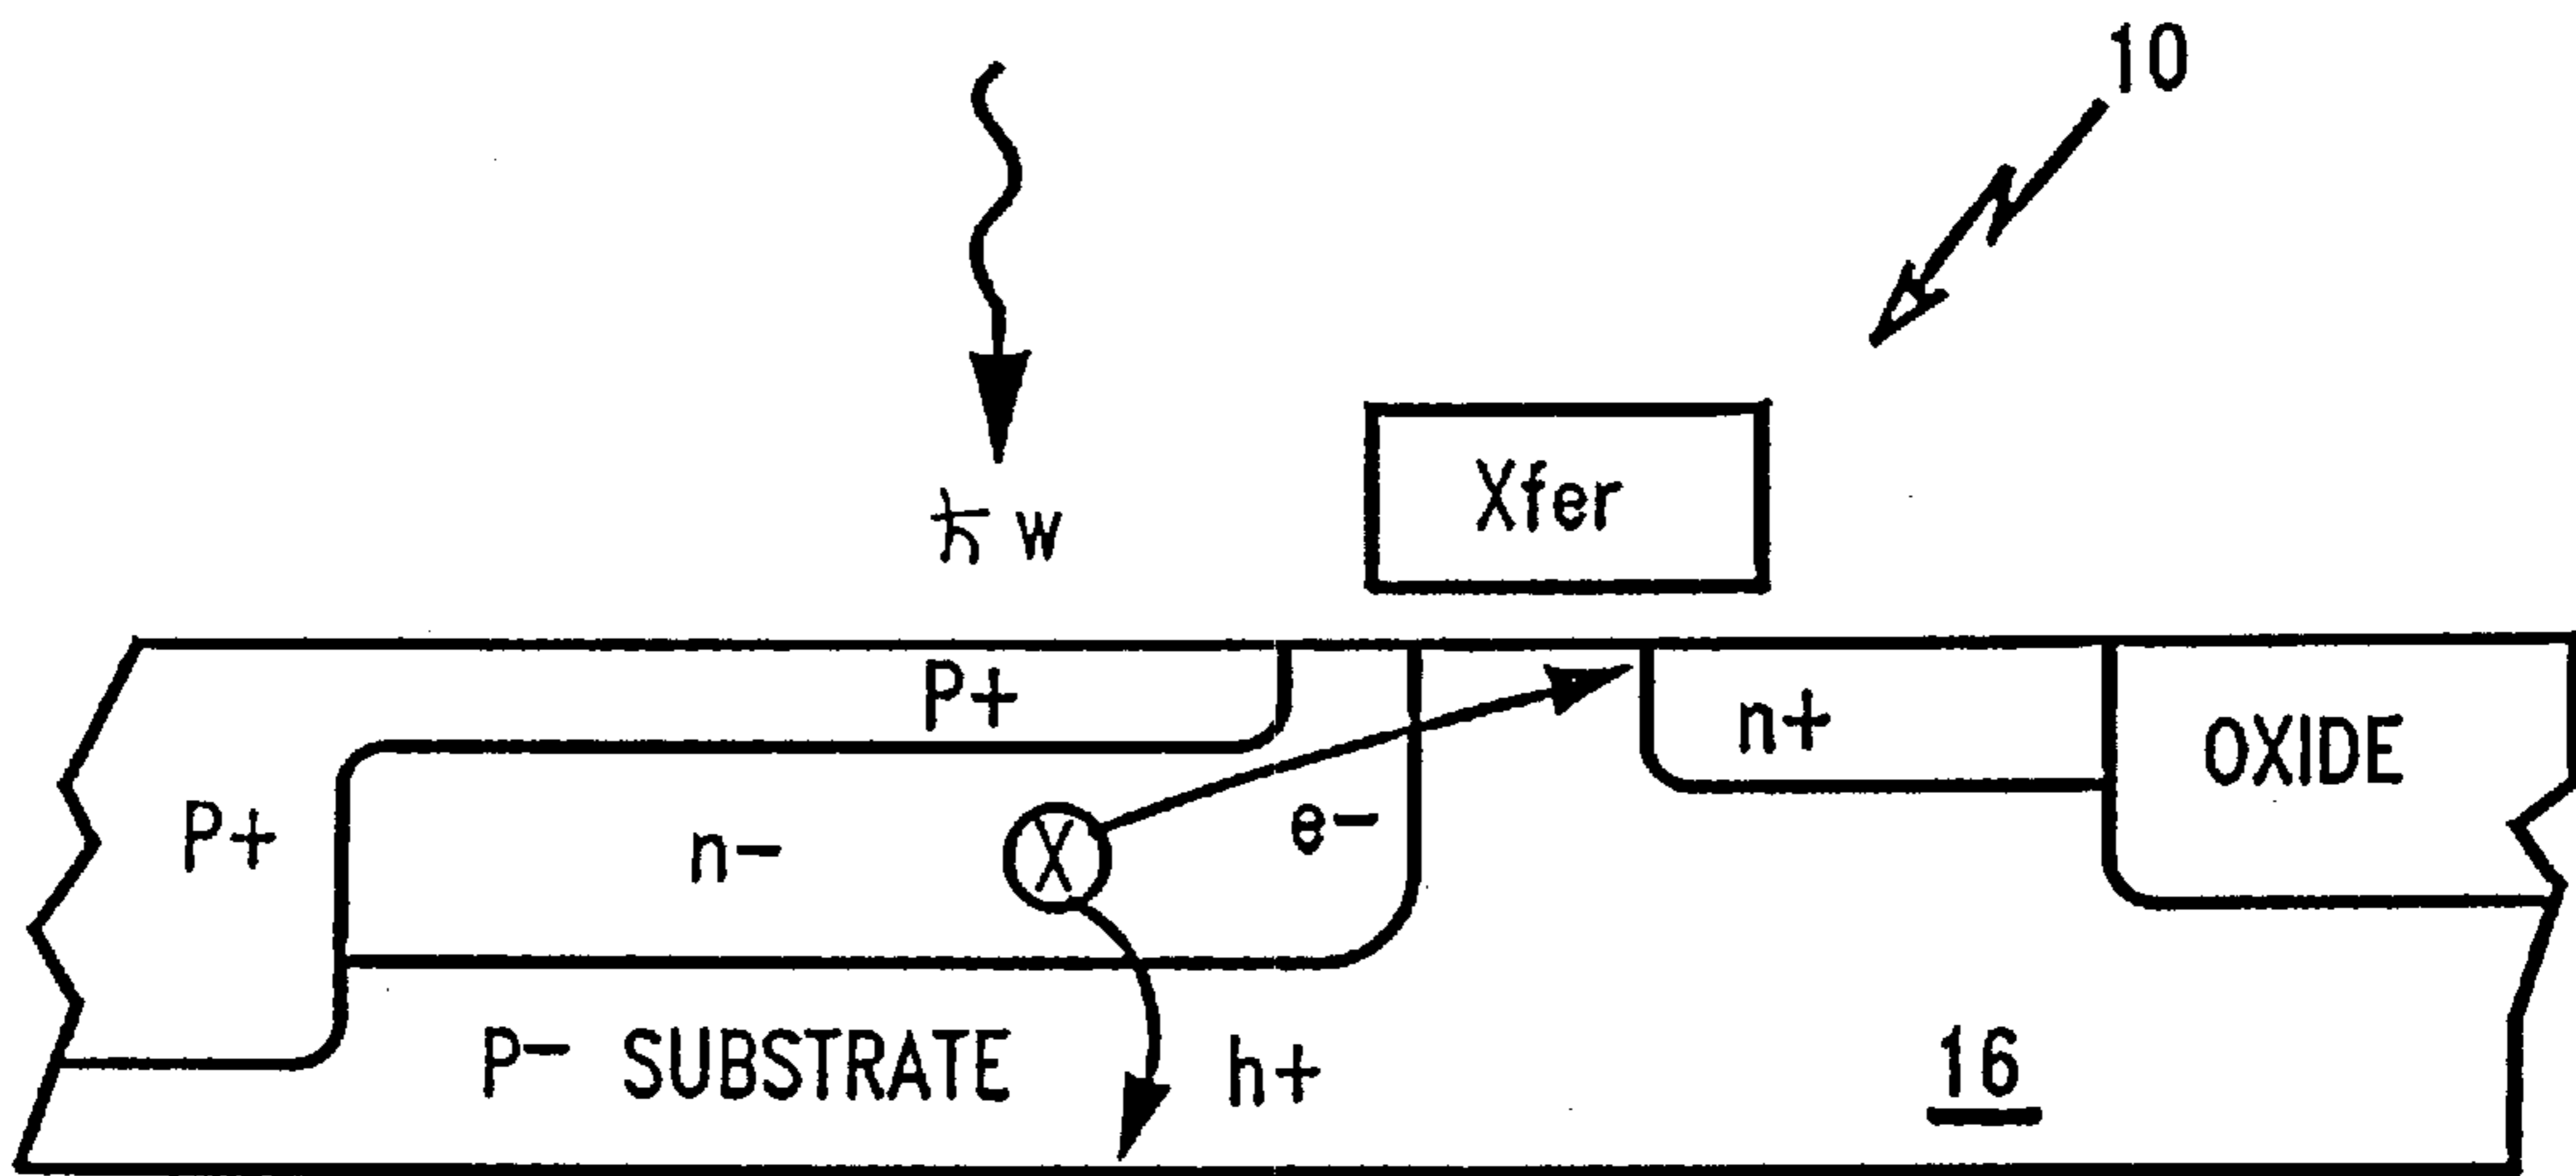 10
ħ w
Xfer
P+
n+
OXIDE
P+
n-
X
e-
P- SUBSTRATE
h+
16